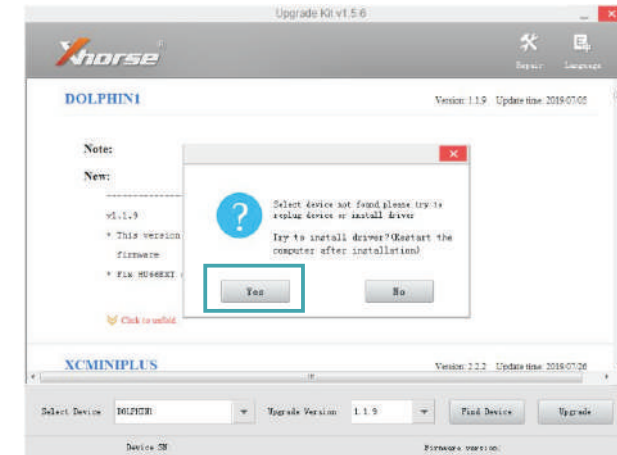 Upgrade Kit v1.5.6
Xhorse
Repair
Language
DOLPHIN1
Version: 1.1.9 Update time: 2019/07/05
Note:
New:
v1.1.9
* This version
firmware
* Fix HU66EXT
Select device not found,please try to
replug device or install driver
Try to install driver?(Restart the
computer after installation)
Yes
No
Click to unfold.
XCMINIPLUS
Version: 2.2.2 Update time: 2019/07/26
Select Device
DOLPHIN1
Upgrade Version
1.1.9
Find Device
Upgrade
Device SN
Firmware version: